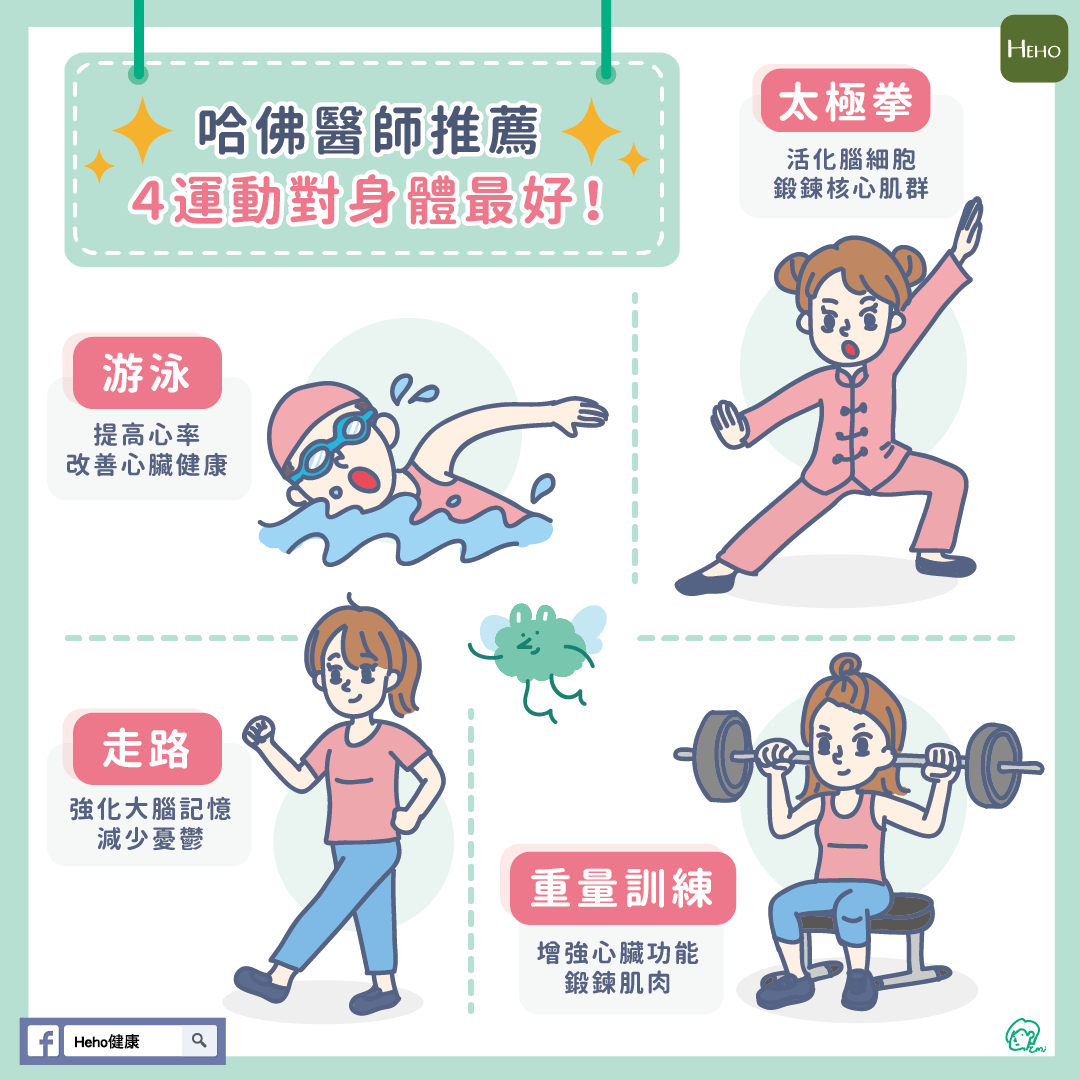 HEHO
哈佛醫師推薦
4運動對身體最好！
太極拳
活化腦細胞
鍛鍊核心肌群
游泳
提高心率
改善心臟健康
走路
強化大腦記憶
減少憂鬱
重量訓練
增強心臟功能
鍛鍊肌肉
f
Heho健康
Emi